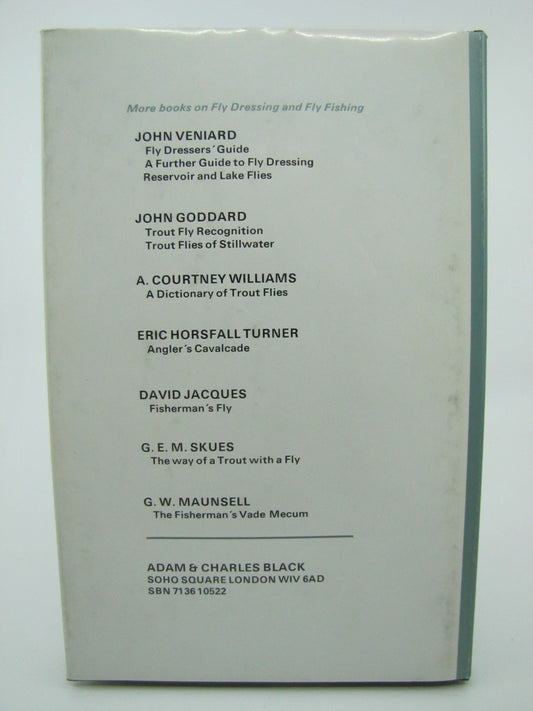 More books on Fly Dressing and Fly Fishing
JOHN VENIARD
Fly Dressers' Guide
A Further Guide to Fly Dressing
Reservoir and Lake Flies
JOHN GODDARD
Trout Fly Recognition
Trout Flies of Stillwater
A. COURTNEY WILLIAMS
A Dictionary of Trout Flies
ERIC HORSFALL TURNER
Angler's Cavalcade
DAVID JACQUES
Fisherman's Fly
G. E. M. SKUES
The way of a Trout with a Fly
G. W. MAUNSELL
The Fisherman's Vade Mecum
ADAM & CHARLES BLACK
SOHO SQUARE LONDON WIV 6AD
SBN 7136 1052 2